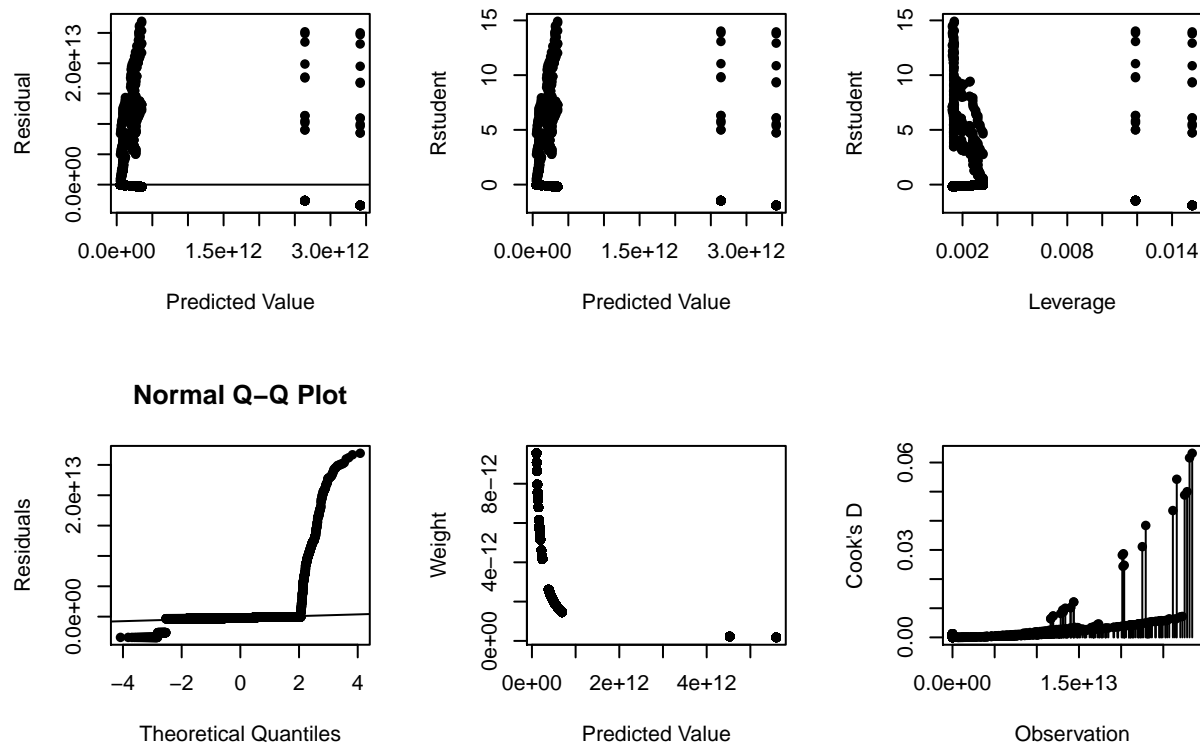 Residual
0.0e+00
2.0e+13
0.0e+00
1.5e+12
3.0e+12
Predicted Value
Rstudent
0
5
10
15
0.0e+00
1.5e+12
3.0e+12
Predicted Value
Rstudent
0
5
10
15
0.002
0.008
0.014
Leverage
Normal Q−Q Plot
Residuals
0.0e+00
2.0e+13
−4
−2
0
2
4
Theoretical Quantiles
Weight
0e+00
4e−12
8e−12
0e+00
2e+12
4e+12
Predicted Value
Cook's D
0.00
0.03
0.06
0.0e+00
1.5e+13
Observation